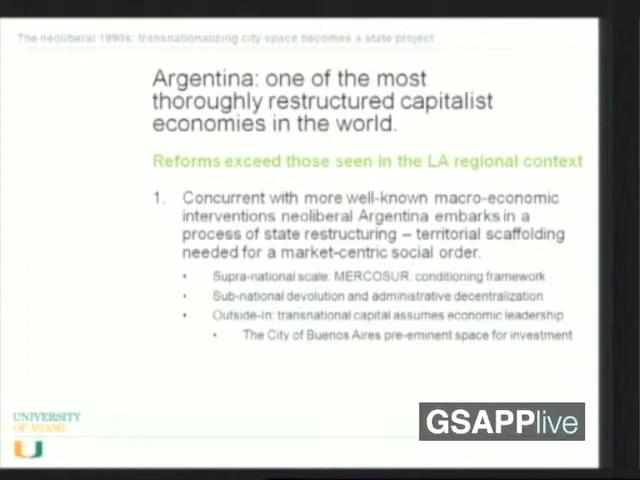 The neoliberal 1990s: transnationalizing city-space becomes a state project
Argentina: one of the most
thoroughly restructured capitalist
economies in the world.
Reforms exceed those seen in the LA regional context
1. Concurrent with more well-known macro-economic
interventions neoliberal Argentina embarks in a
process of state restructuring – territorial scaffolding
needed for a market-centric social order.
• Supra-national scale: MERCOSUR: conditioning framework
• Sub-national devolution and administrative decentralization
• Outside-In: transnational capital assumes economic leadership
• The City of Buenos Aires pre-eminent space for investment
UNIVERSITY
OF MIAMI
U
GSAPPlive